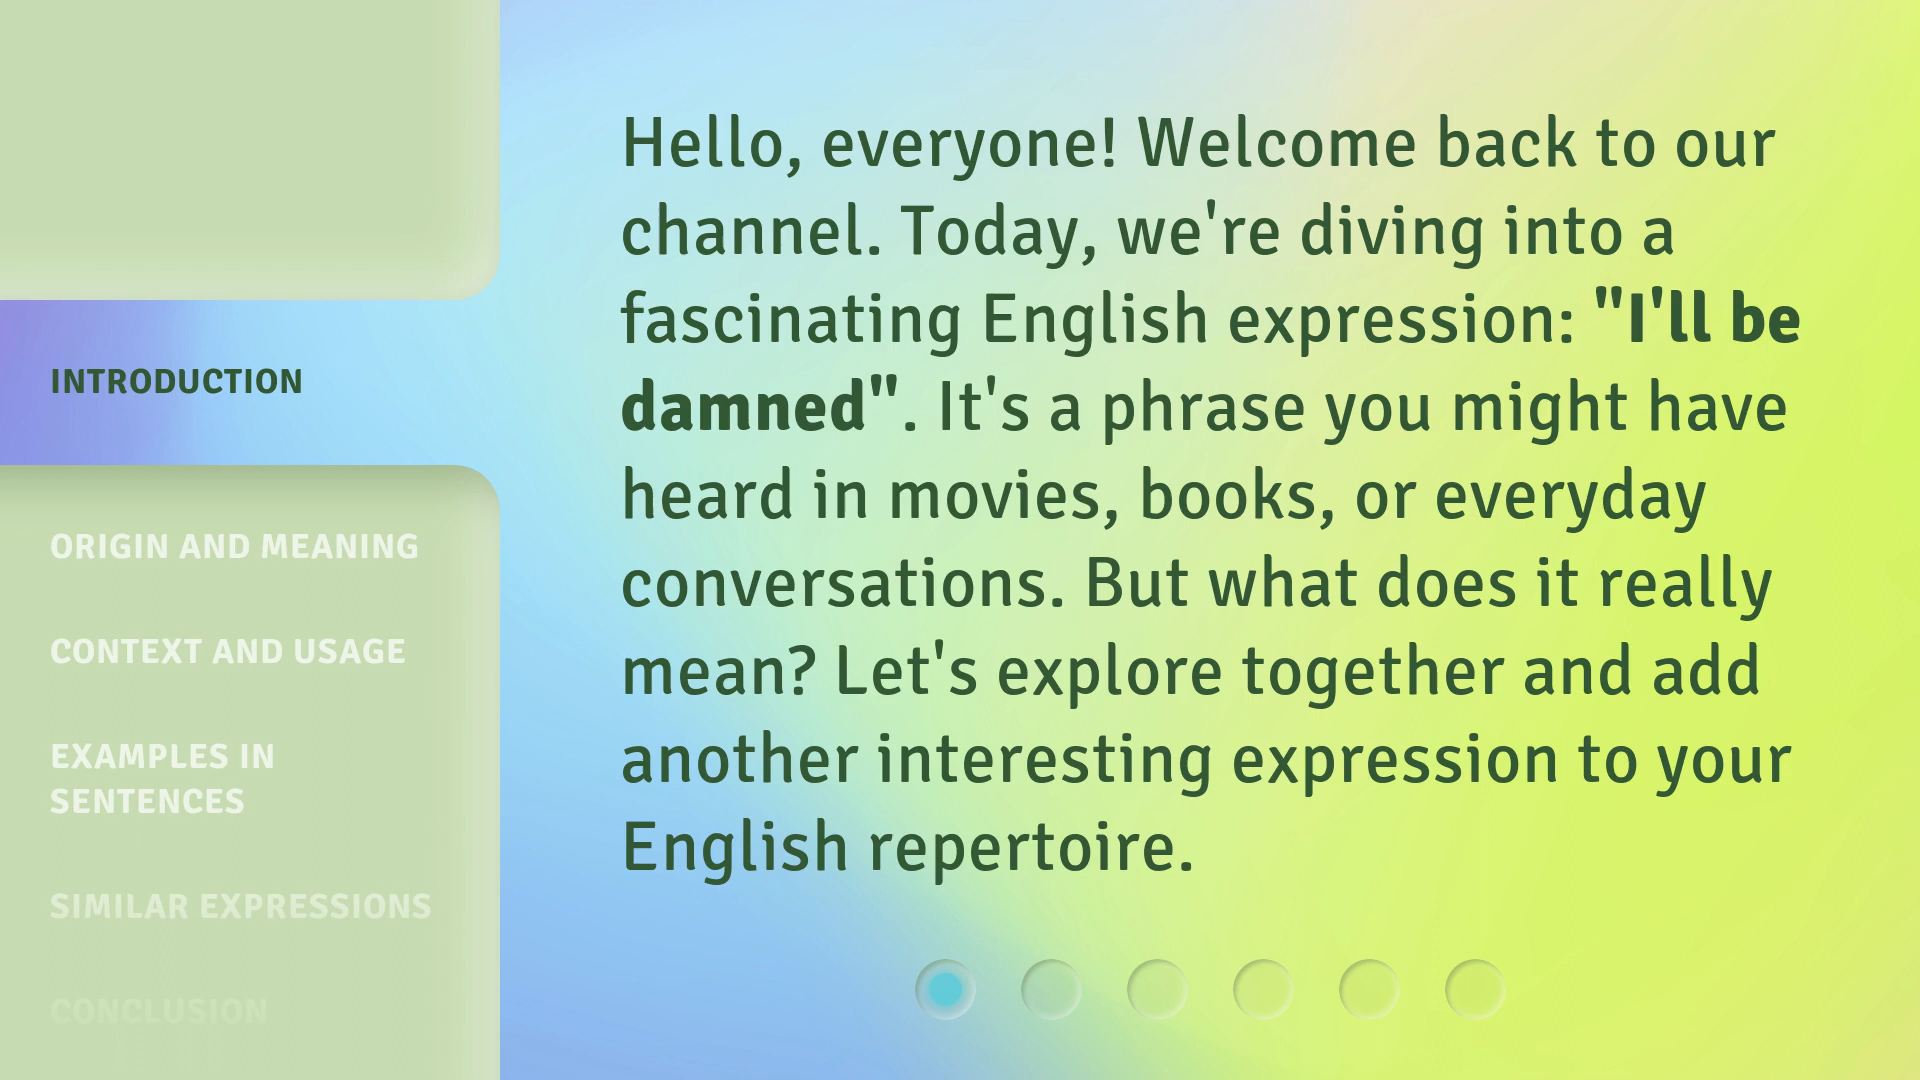 INTRODUCTION
ORIGIN AND MEANING
CONTEXT AND USAGE
EXAMPLES IN
SENTENCES
SIMILAR EXPRESSIONS
CONCLUSION
Hello, everyone! Welcome back to our
channel. Today, we're diving into a
fascinating English expression: "I'll be
damned". It's a phrase you might have
heard in movies, books, or everyday
conversations. But what does it really
mean? Let's explore together and add
another interesting expression to your
English repertoire.